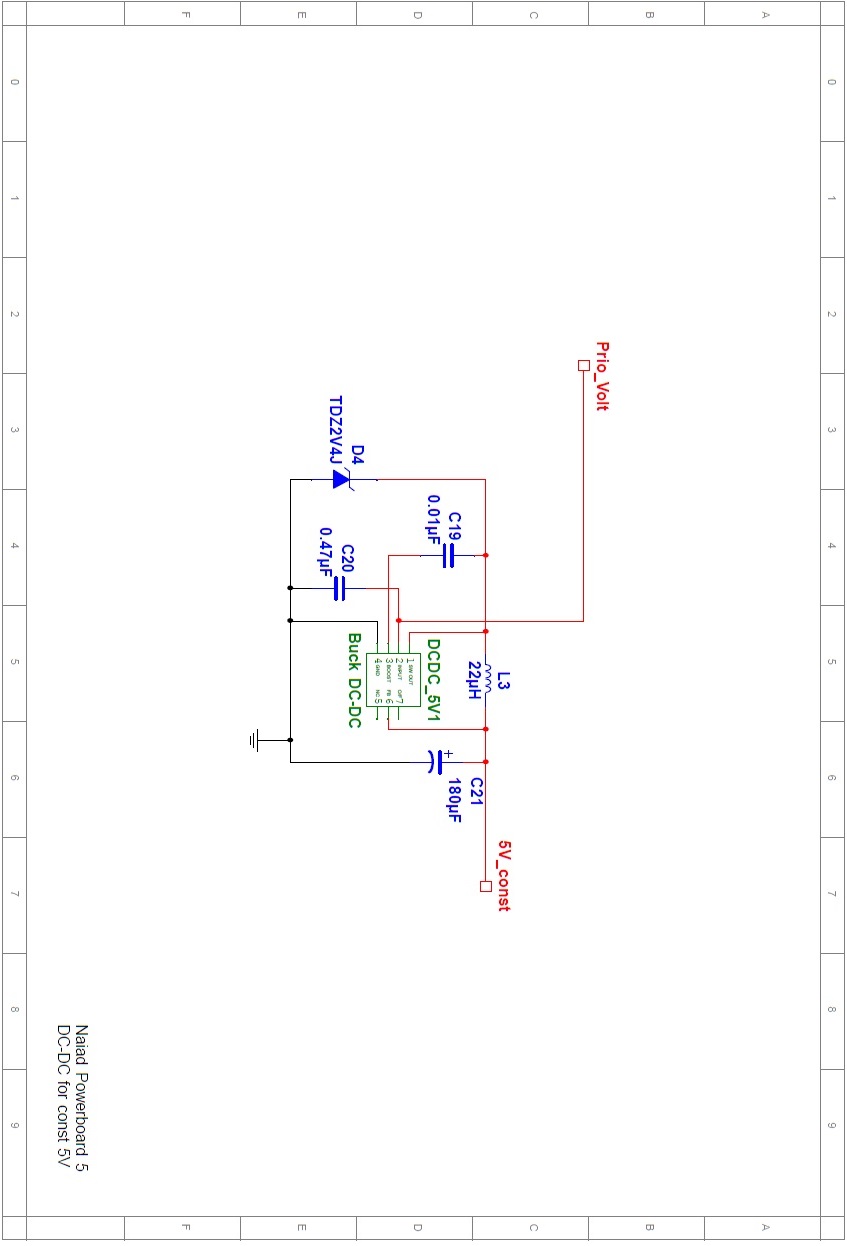 A
B
C
D
E
F
0
1
2
3
4
5
6
7
8
9
Prio_Volt
D4
TDZ2V4J
C19
0.01µF
C20
0.47µF
L3
22µH
DCDC_5V1
1 SW OUT
2 INPUT
3 BOOST
4 GND
O/F 7
FB 6
NC 5
Buck DC-DC
C21
+
180µF
5V_const
Naiad Powerboard 5
DC-DC for const 5V
0
1
2
3
4
5
6
7
8
9
A
B
C
D
E
F